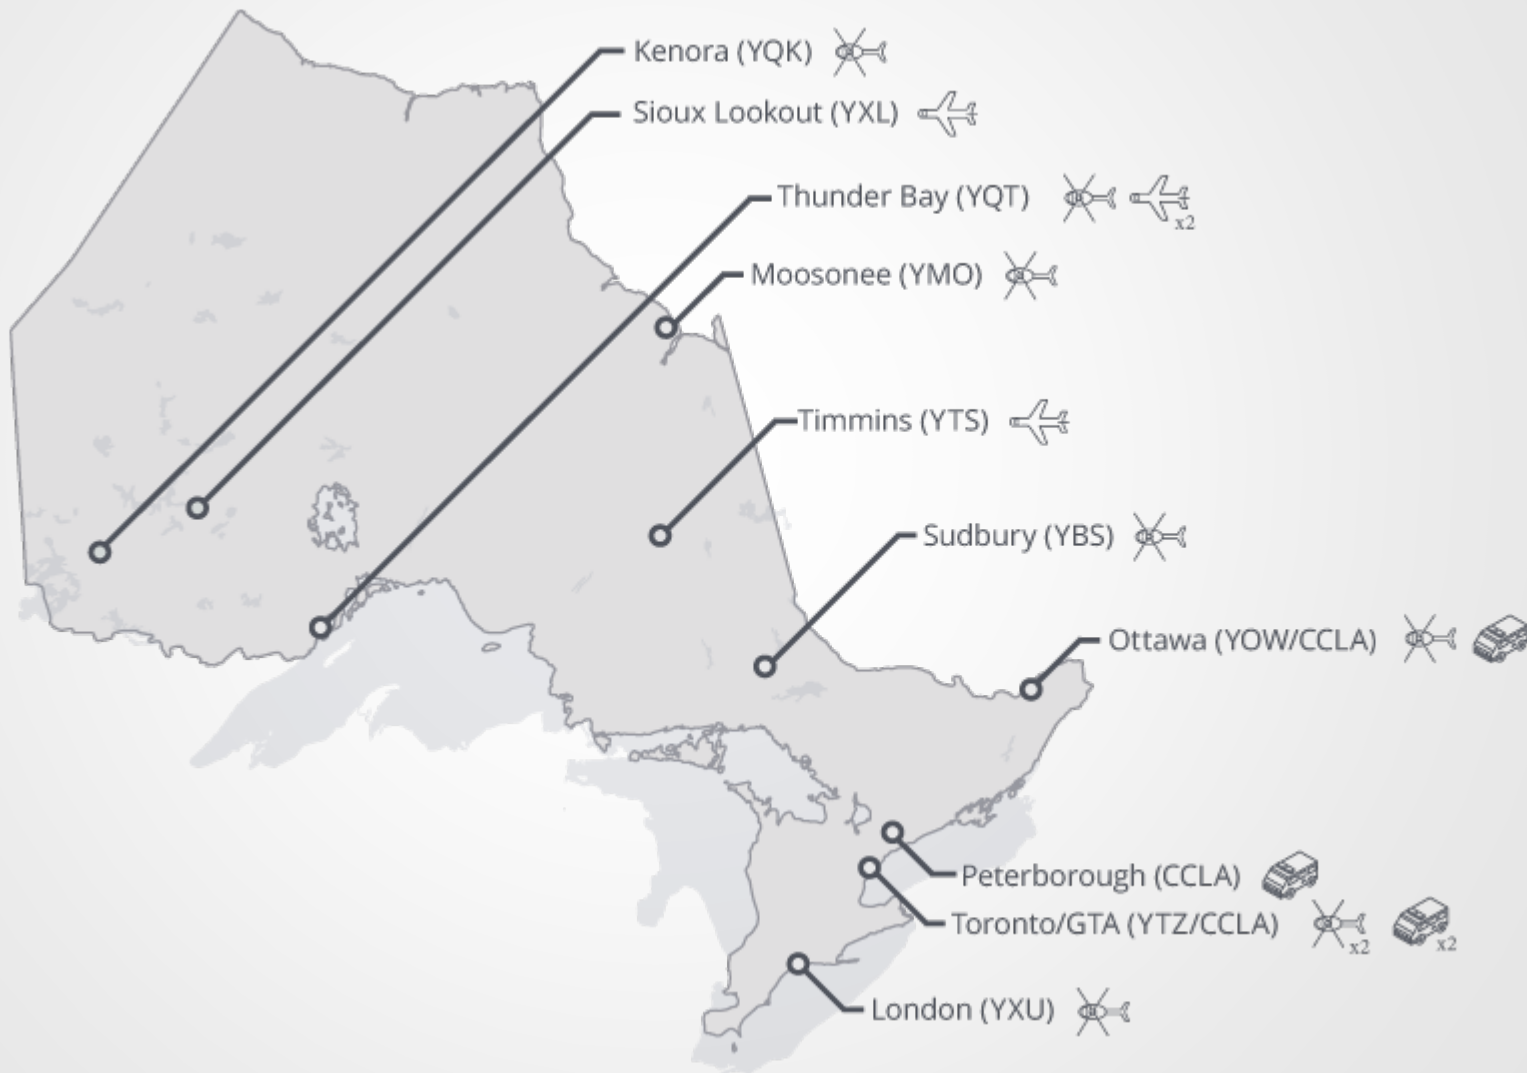 Kenora (YQK)
Sioux Lookout (YXL)
Thunder Bay (YQT)
x2
Moosonee (YMO)
Timmins (YTS)
Sudbury (YBS)
Ottawa (YOW/CCLA)
Peterborough (CCLA)
Toronto/GTA (YTZ/CCLA)
x2
x2
London (YXU)